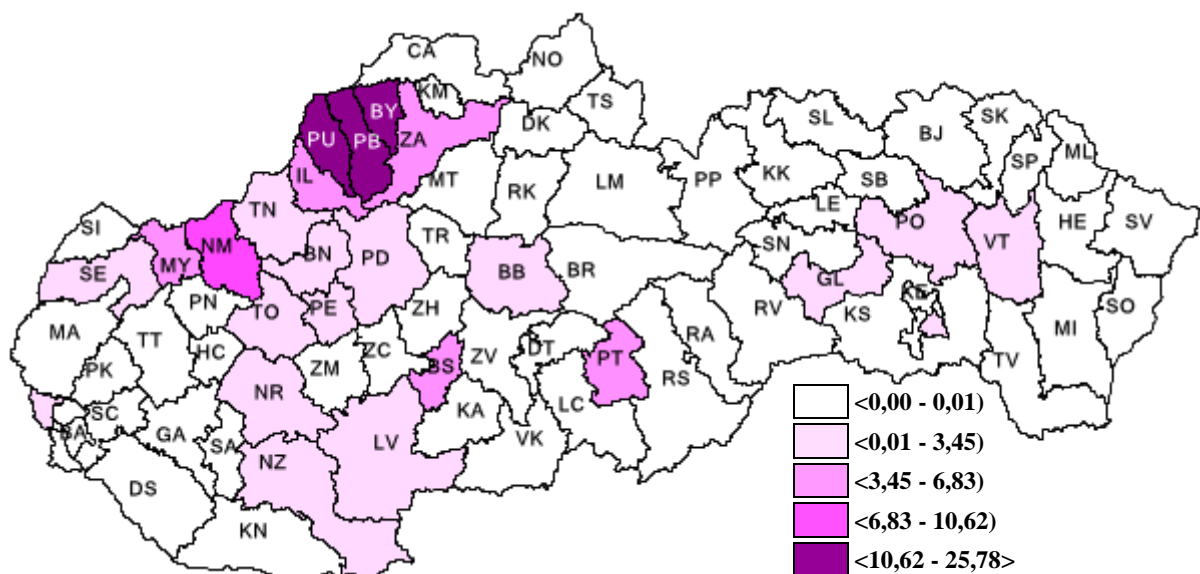 CA
NO
KM
TS
BY
PU
PB
ZA
DK
SL
BJ
SK
SP
ML
IL
MT
RK
LM
PP
KK
SB
LE
TN
SI
NM
TR
PO
HE
SV
SN
VT
SE
MY
BN
PD
BB
BR
GL
PN
TO
PE
ZH
RV
KS
KE
SO
MA
TT
HC
ZM
ZC
BS
ZV
DT
PT
RA
MI
TV
PK
NR
RS
SC
KA
LC
BA
GA
SA
LV
VK
NZ
DS
KN
<0,00 - 0,01)
<0,01 - 3,45)
<3,45 - 6,83)
<6,83 - 10,62)
<10,62 - 25,78>